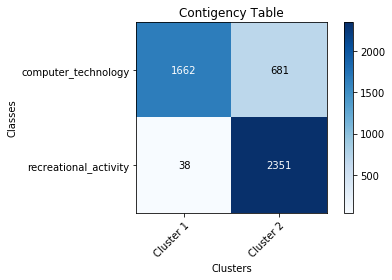 Contigency Table
computer_technology
1662
681
recreational_activity
38
2351
Classes
Cluster 1
Cluster 2
Clusters
2000
1500
1000
500